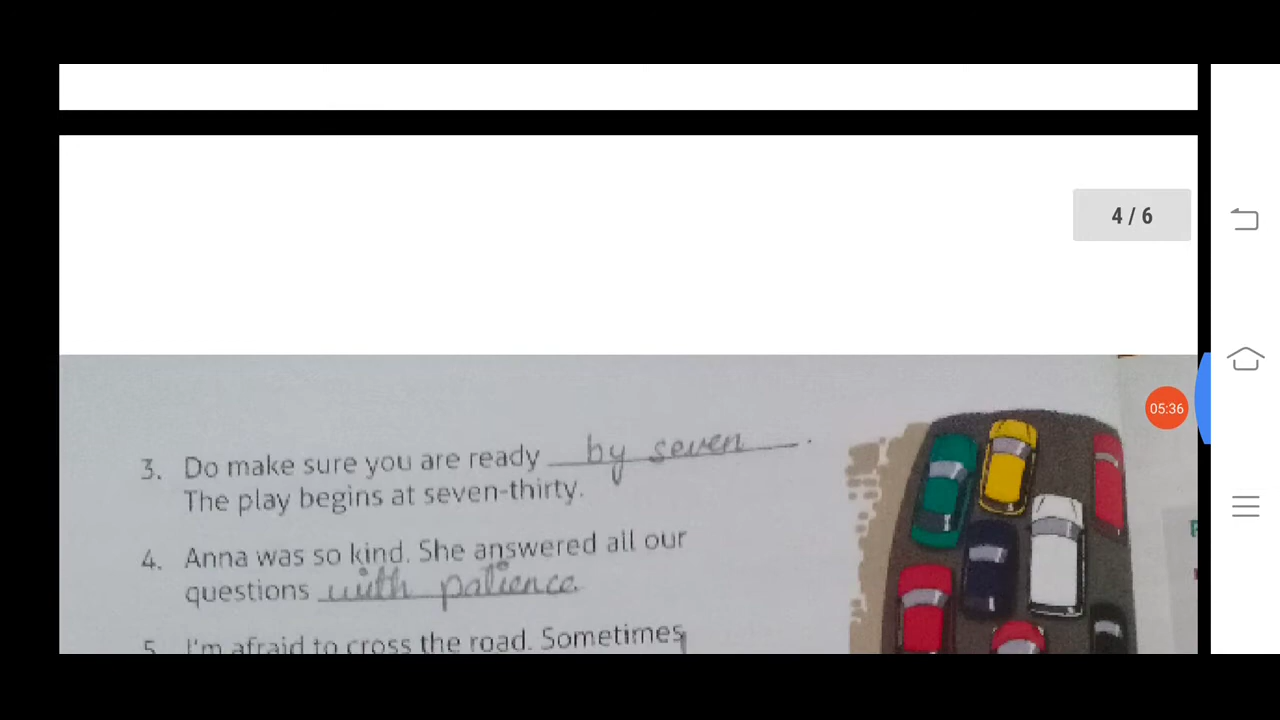 4 / 6
05:36
3. Do make sure you are ready by seven.
The play begins at seven-thirty.
4. Anna was so kind. She answered all our
questions with patience.
5. I'm afraid to cross the road. Sometimes